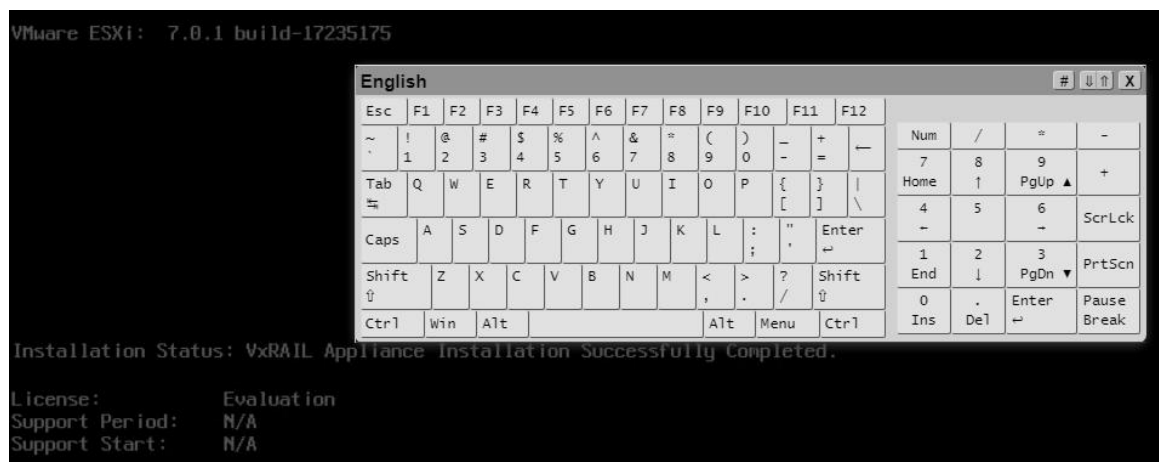 VMware ESXi: 7.0.1 build-17235175
English # ⇓⇑ X
Esc F1 F2 F3 F4 F5 F6 F7 F8 F9 F10 F11 F12
~ ! @ # $ % ^ & * ( ) _ + ←
` 1 2 3 4 5 6 7 8 9 0 - =
Num / * -
Tab Q W E R T Y U I O P { } |
↹ [ ] \
7 8 9 +
Home ↑ PgUp ▲
Caps A S D F G H J K L : " Enter
; ' ↵
4 5 6 ScrLck
← →
Shift Z X C V B N M < > ? Shift
⇧ , . / ⇧
1 2 3 PrtScn
End ↓ PgDn ▼
Ctrl Win Alt Alt Menu Ctrl
0 . Enter Pause
Ins Del ↵ Break
Installation Status: VxRAIL Appliance Installation Successfully Completed.
License: Evaluation
Support Period: N/A
Support Start: N/A